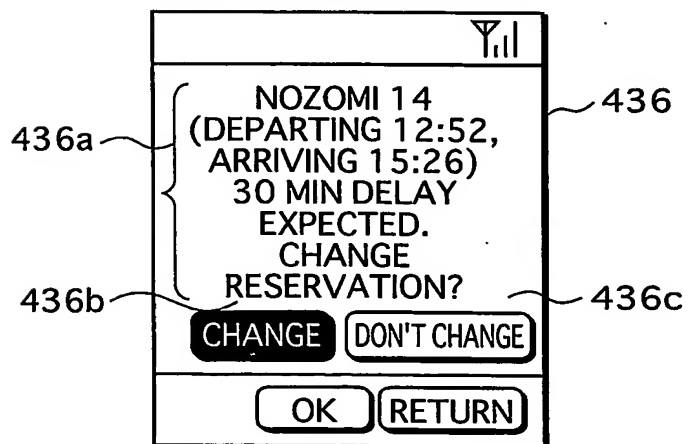 NOZOMI 14
436
436a
(DEPARTING 12:52,
ARRIVING 15:26)
30 MIN DELAY
EXPECTED.
CHANGE
RESERVATION?
436b
436c
CHANGE
DON'T CHANGE
OK
RETURN